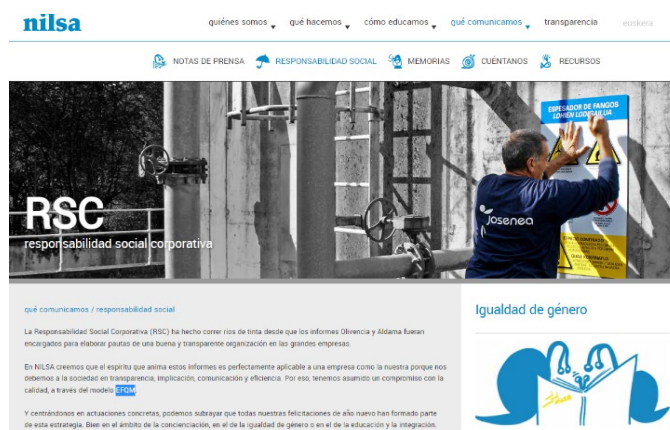 nilsa
quiénes somos
qué hacemos
cómo educamos
qué comunicamos
transparencia
euskera
NOTAS DE PRENSA
RESPONSABILIDAD SOCIAL
MEMORIAS
CUÉNTANOS
RECURSOS
ESPESADOR DE FANGOS
LOHIEN LODIGAILUA
josenea
RSC
responsabilidad social corporativa
qué comunicamos / responsabilidad social
Igualdad de género
La Responsabilidad Social Corporativa (RSC) ha hecho correr ríos de tinta desde que los informes Olivencia y Aldama fueran
encargados para elaborar pautas de una buena y transparente organización en las grandes empresas.
En NILSA creemos que el espíritu que anima estos informes es perfectamente aplicable a una empresa como la nuestra porque nos
debemos a la sociedad en transparencia, implicación, comunicación y eficiencia. Por eso, tenemos asumido un compromiso con la
calidad, a través del modelo EFQM
Y centrándonos en actuaciones concretas, podemos subrayar que todas nuestras felicitaciones de año nuevo han formado parte
de esta estrategia. Bien en el ámbito de la concienciación, en el de la igualdad de género o en el de la educación y la integración.